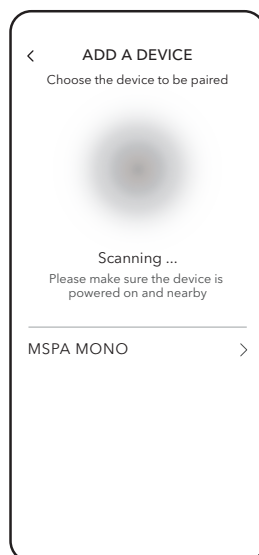 ADD A DEVICE
Choose the device to be paired
Scanning ...
Please make sure the device is
powered on and nearby
MSPA MONO